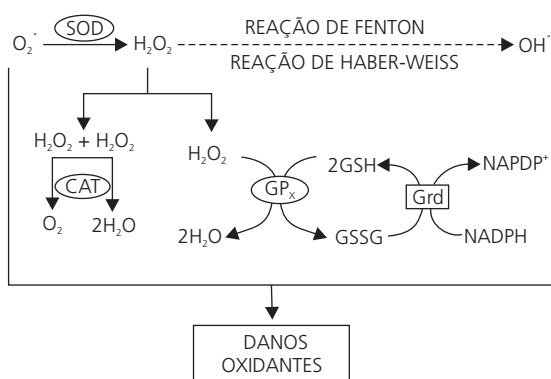 SOD
REAÇÃO DE FENTON
O₂⁻ H₂O₂ OH⁻
REAÇÃO DE HABER-WEISS
H₂O₂ + H₂O₂ H₂O₂ 2GSH NAPDP⁺
CAT GPₓ Grd
O₂ 2H₂O 2H₂O GSSG NADPH
DANOS
OXIDANTES